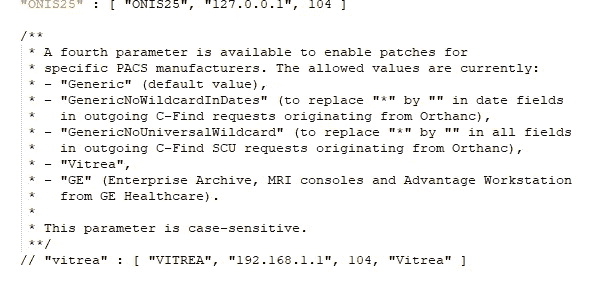 "ONIS25" : [ "ONIS25", "127.0.0.1", 104 ]
/**
* A fourth parameter is available to enable patches for
* specific PACS manufacturers. The allowed values are currently:
* - "Generic" (default value),
* - "GenericNoWildcardInDates" (to replace "*" by "" in date fields
*   in outgoing C-Find requests originating from Orthanc),
* - "GenericNoUniversalWildcard" (to replace "*" by "" in all fields
*   in outgoing C-Find SCU requests originating from Orthanc),
* - "Vitrea",
* - "GE" (Enterprise Archive, MRI consoles and Advantage Workstation
*   from GE Healthcare).
*
* This parameter is case-sensitive.
**/
// "vitrea" : [ "VITREA", "192.168.1.1", 104, "Vitrea" ]